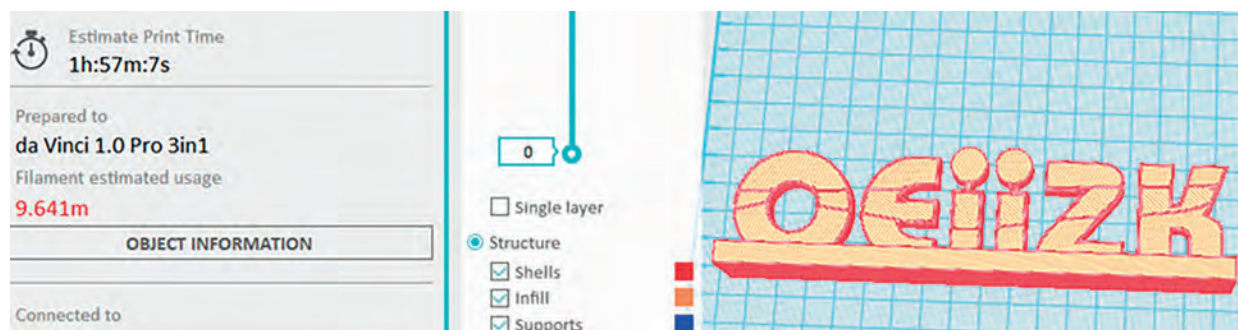 Estimate Print Time
1h:57m:7s
Prepared to
da Vinci 1.0 Pro 3in1
Filament estimated usage
9.641m
OBJECT INFORMATION
Connected to
0
Single layer
Structure
Shells
Infill
Supports
OEiiZK